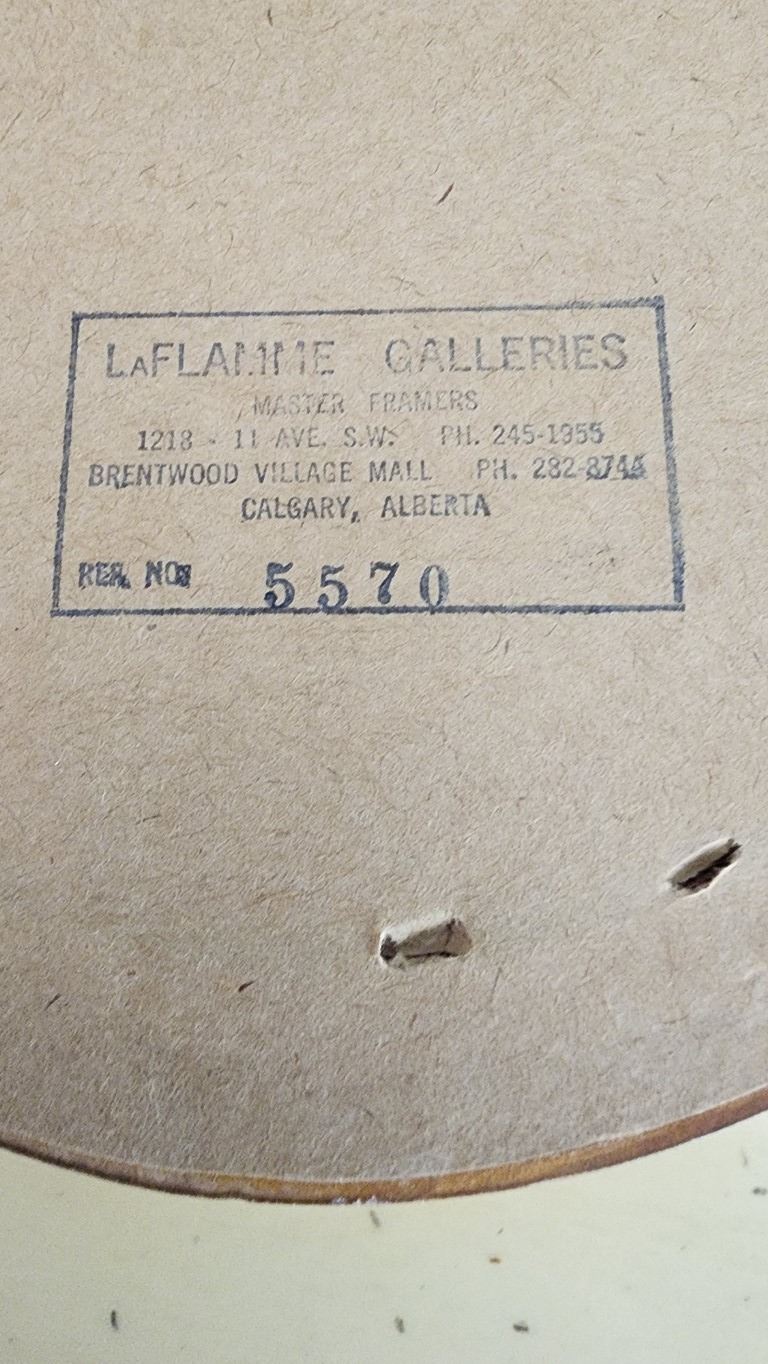 LAFLAMME GALLERIES
MASTER FRAMERS
1218 - 11 AVE. S.W. PH. 245-1955
BRENTWOOD VILLAGE MALL PH. 282-8744
CALGARY, ALBERTA
REF. NO. 5570